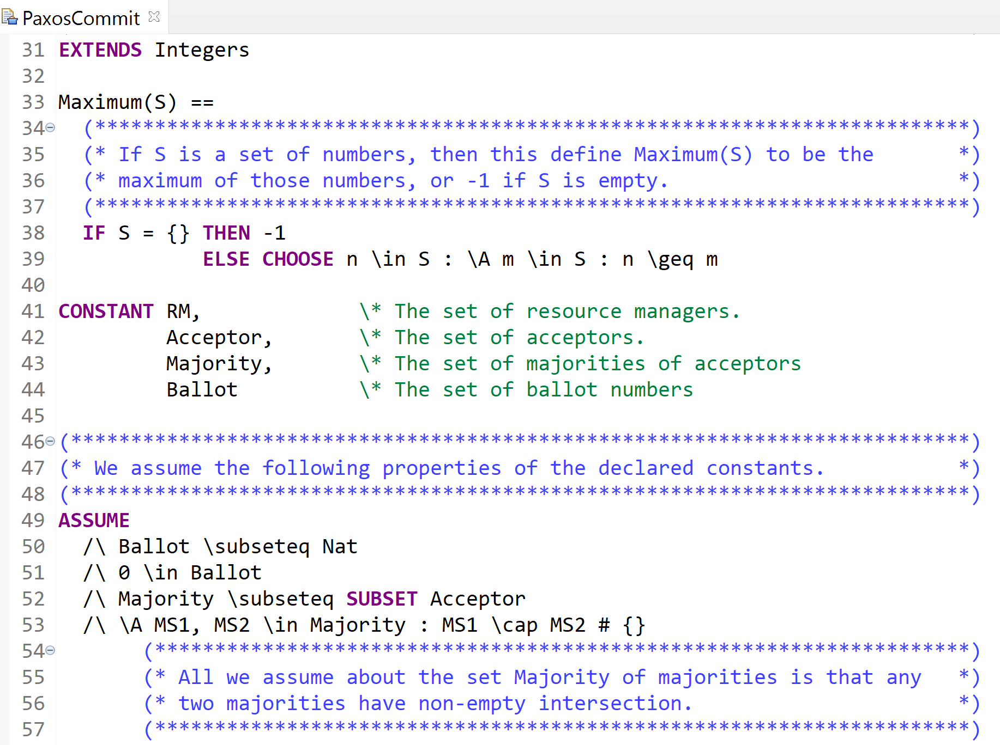 PaxosCommit
31 EXTENDS Integers
32
33 Maximum(S) ==
34 (*************************************************************************)
35 (* If S is a set of numbers, then this define Maximum(S) to be the       *)
36 (* maximum of those numbers, or -1 if S is empty.                        *)
37 (*************************************************************************)
38   IF S = {} THEN -1
39             ELSE CHOOSE n \in S : \A m \in S : n \geq m
40
41 CONSTANT RM,             \* The set of resource managers.
42          Acceptor,       \* The set of acceptors.
43          Majority,       \* The set of majorities of acceptors
44          Ballot          \* The set of ballot numbers
45
46 (***************************************************************************)
47 (* We assume the following properties of the declared constants.           *)
48 (***************************************************************************)
49 ASSUME
50   /\ Ballot \subseteq Nat
51   /\ 0 \in Ballot
52   /\ Majority \subseteq SUBSET Acceptor
53   /\ \A MS1, MS2 \in Majority : MS1 \cap MS2 # {}
54        (********************************************************************)
55        (* All we assume about the set Majority of majorities is that any   *)
56        (* two majorities have non-empty intersection.                      *)
57        (********************************************************************)